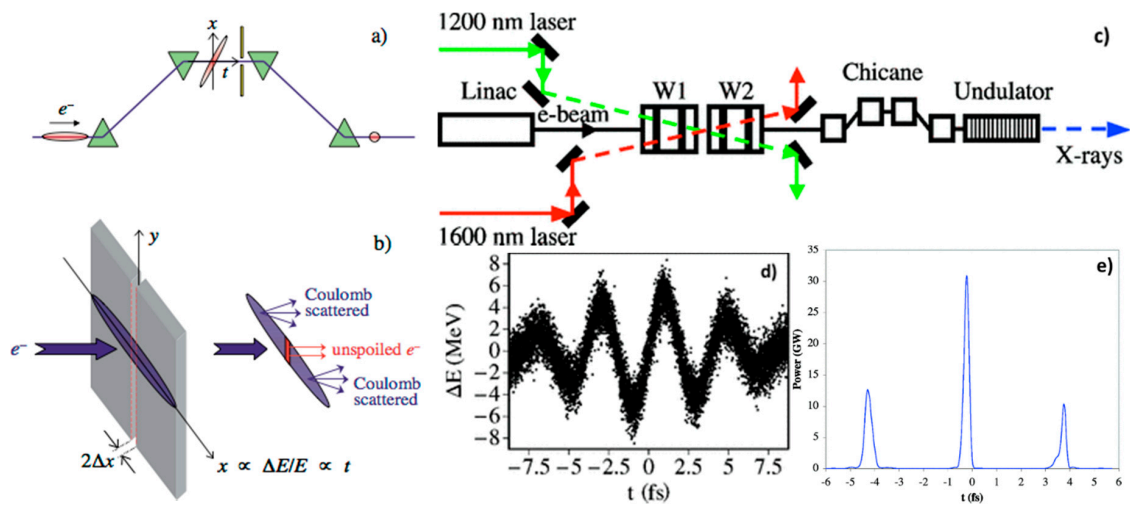 a)
x
t
e⁻
b)
y
e⁻
Coulomb
scattered
unspoiled e⁻
Coulomb
scattered
2Δx
x ∝ ΔE/E ∝ t
c)
1200 nm laser
Linac
e-beam
W1
W2
Chicane
Undulator
X-rays
1600 nm laser
d)
ΔE (MeV)
8
6
4
2
0
−2
−4
−6
−8
−7.5
−5
−2.5
0
2.5
5
7.5
t (fs)
e)
Power (GW)
35
30
25
20
15
10
5
0
-6
-5
-4
-3
-2
-1
0
1
2
3
4
5
6
t (fs)